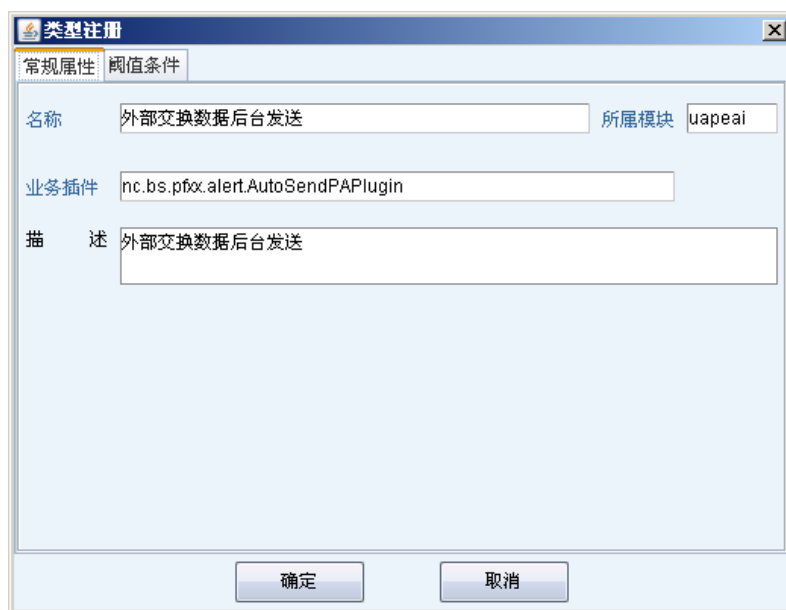 类型注册
常规属性 阈值条件
名称 外部交换数据后台发送 所属模块 uapeai
业务插件 nc.bs.pfxx.alert.AutoSendPAPlugin
描 述 外部交换数据后台发送
确定 取消